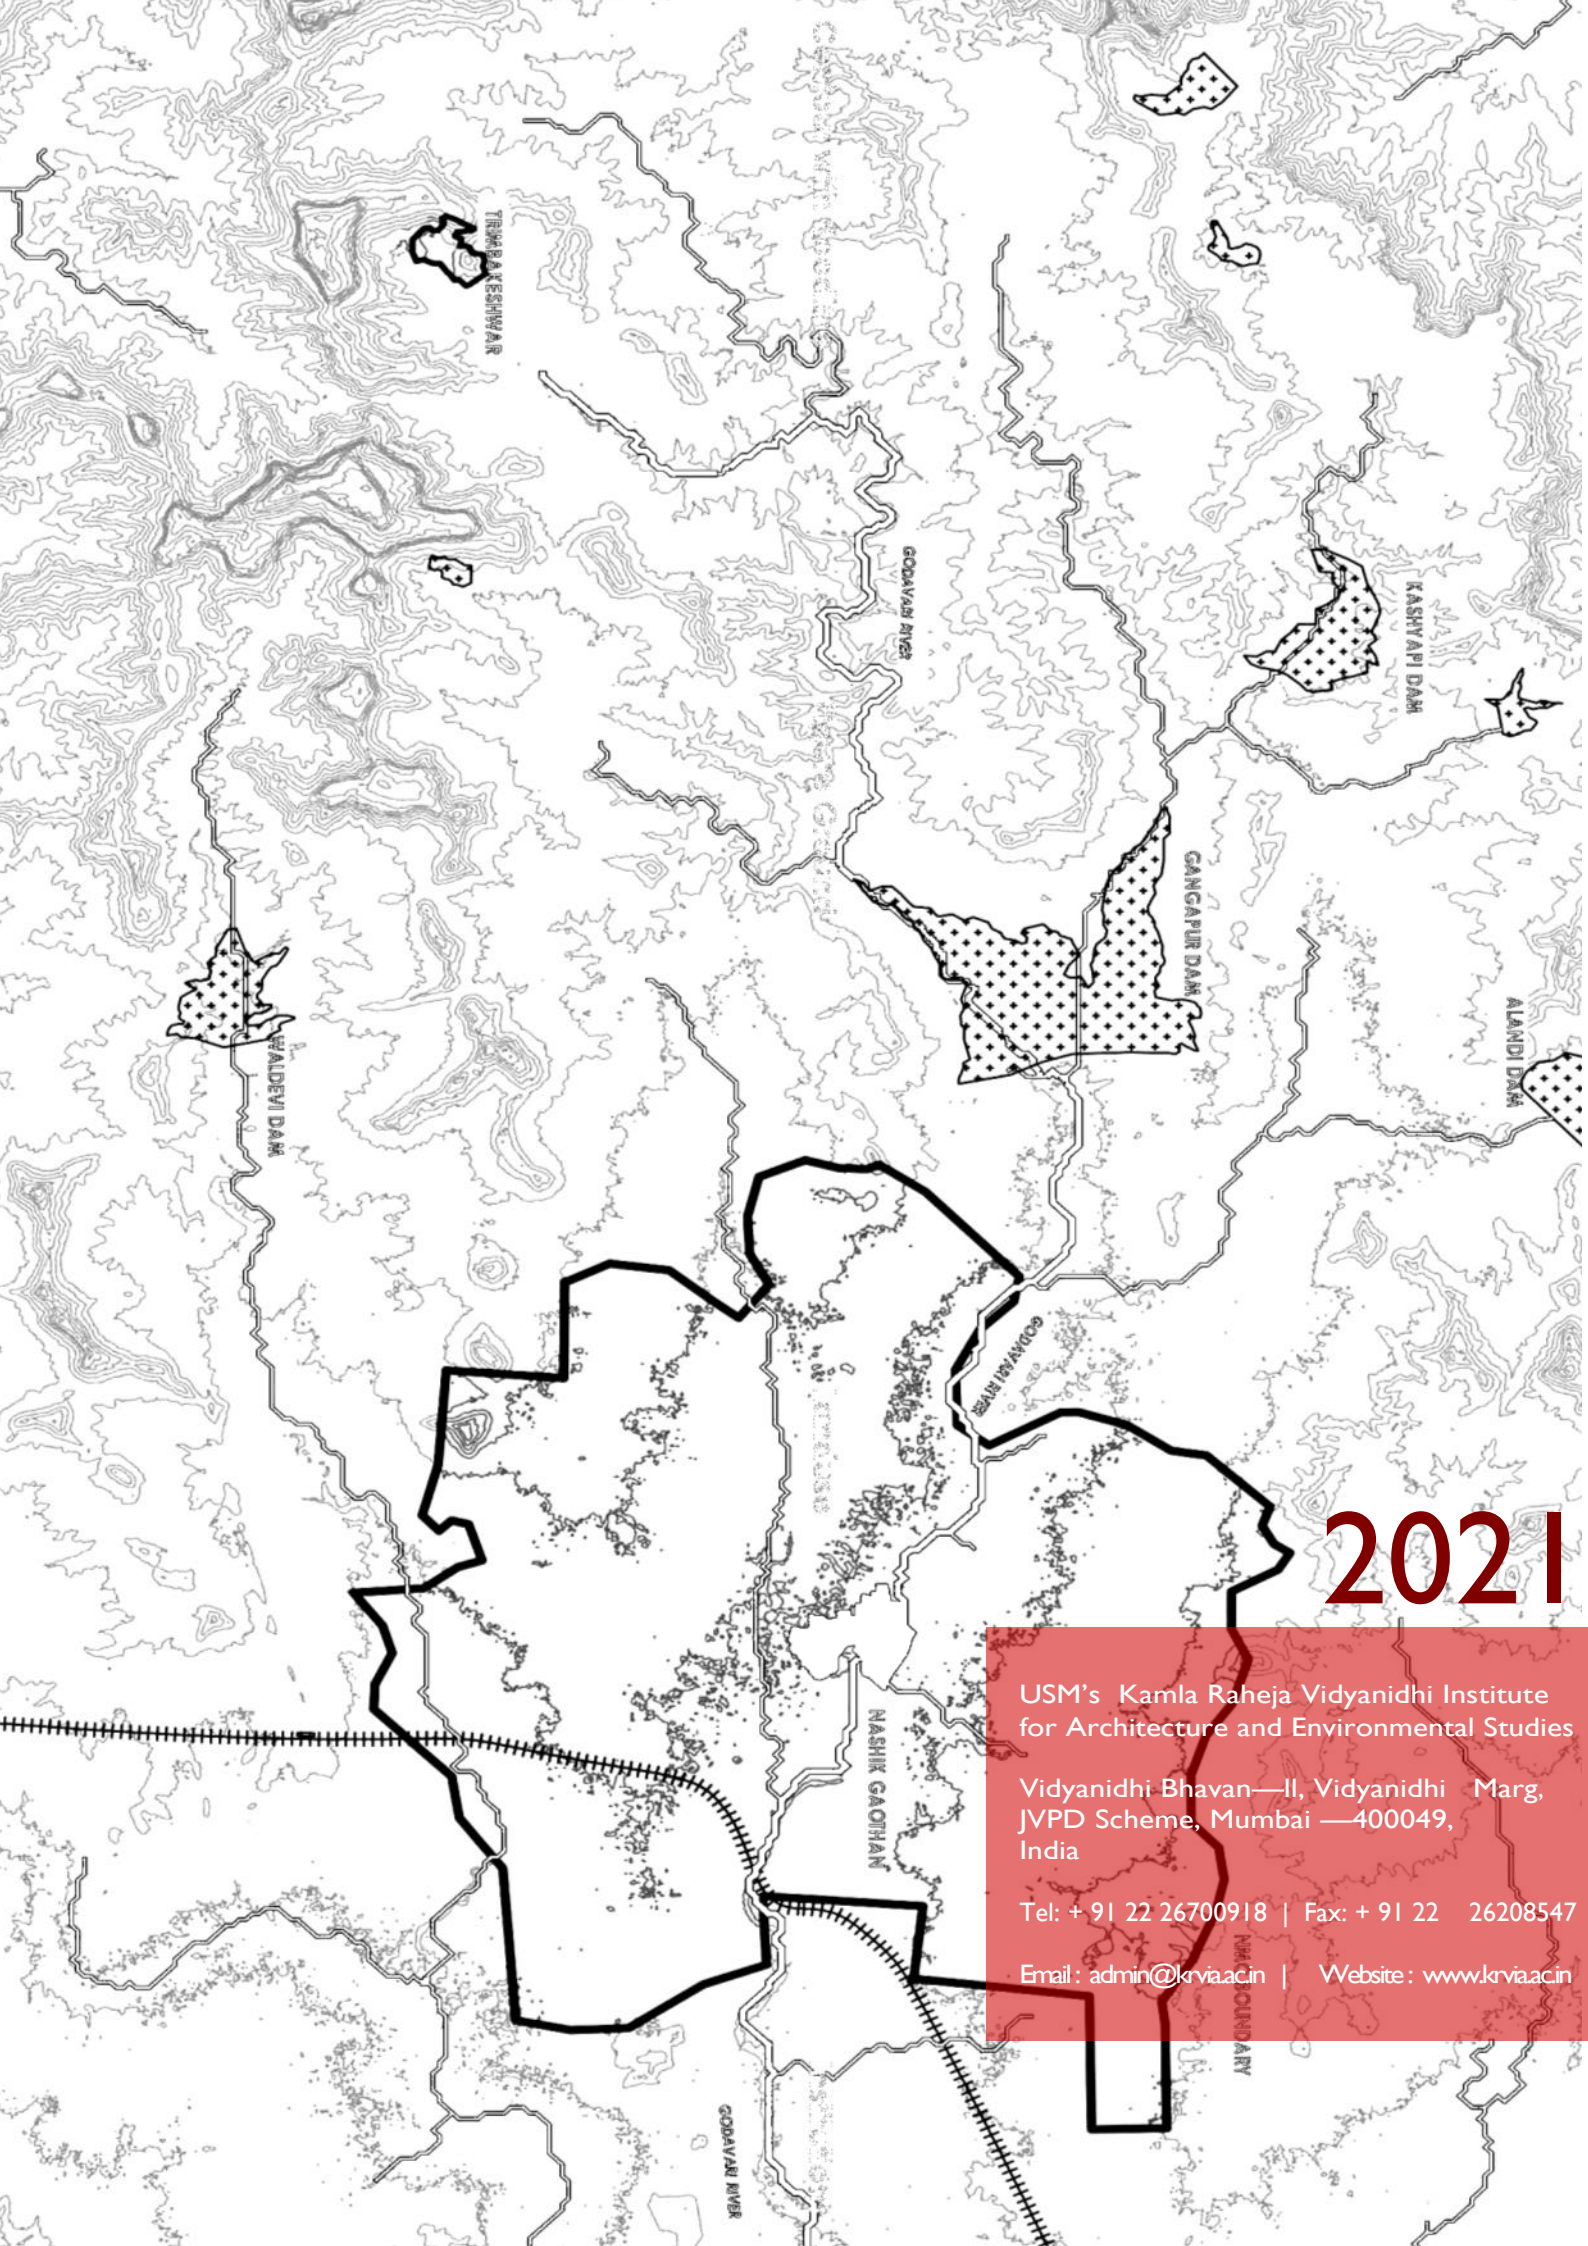 TRIMBAKESHWAR
GODAVARI RIVER
KASHYAPI DAM
GANGAPUR DAM
ALANDI DAM
WALDEVI DAM
GODAVARI RIVER
2021
USM's Kamla Raheja Vidyanidhi Institute
for Architecture and Environmental Studies
Vidyanidhi Bhavan—II, Vidyanidhi Marg,
JVPD Scheme, Mumbai —400049,
India
Tel: + 91 22 26700918 | Fax: + 91 22 26208547
Email : admin@krvia.ac.in | Website : www.krvia.ac.in
NASHIK GAOTHAN
NMC BOUNDARY
GODAVARI RIVER